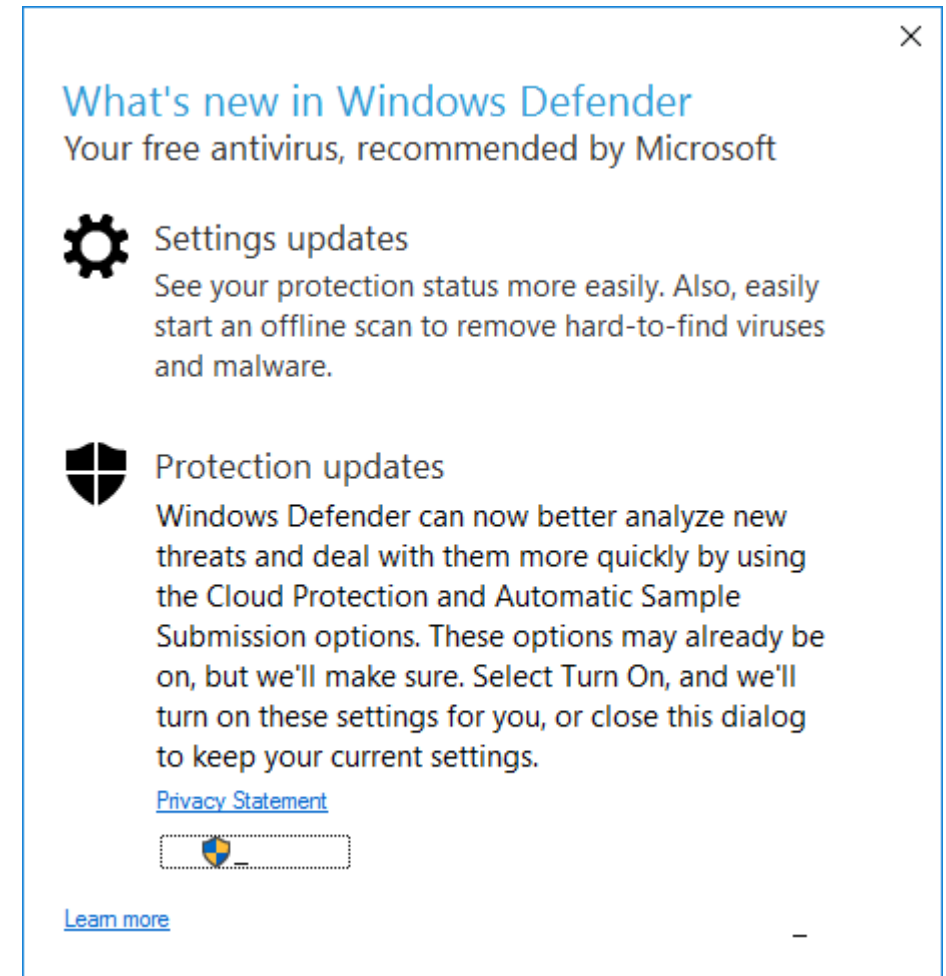 What's new in Windows Defender
Your free antivirus, recommended by Microsoft
Settings updates
See your protection status more easily. Also, easily
start an offline scan to remove hard-to-find viruses
and malware.
Protection updates
Windows Defender can now better analyze new
threats and deal with them more quickly by using
the Cloud Protection and Automatic Sample
Submission options. These options may already be
on, but we'll make sure. Select Turn On, and we'll
turn on these settings for you, or close this dialog
to keep your current settings.
Privacy Statement
Learn more